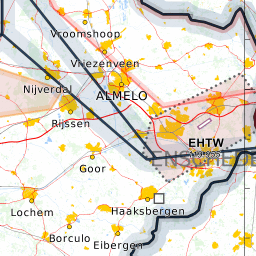 Vroomshoop
Vriezenveen
Nijverdal
ALMELO
Rijssen
EHTW
Goor
Haaksbergen
Lochem
Borculo
Eibergen